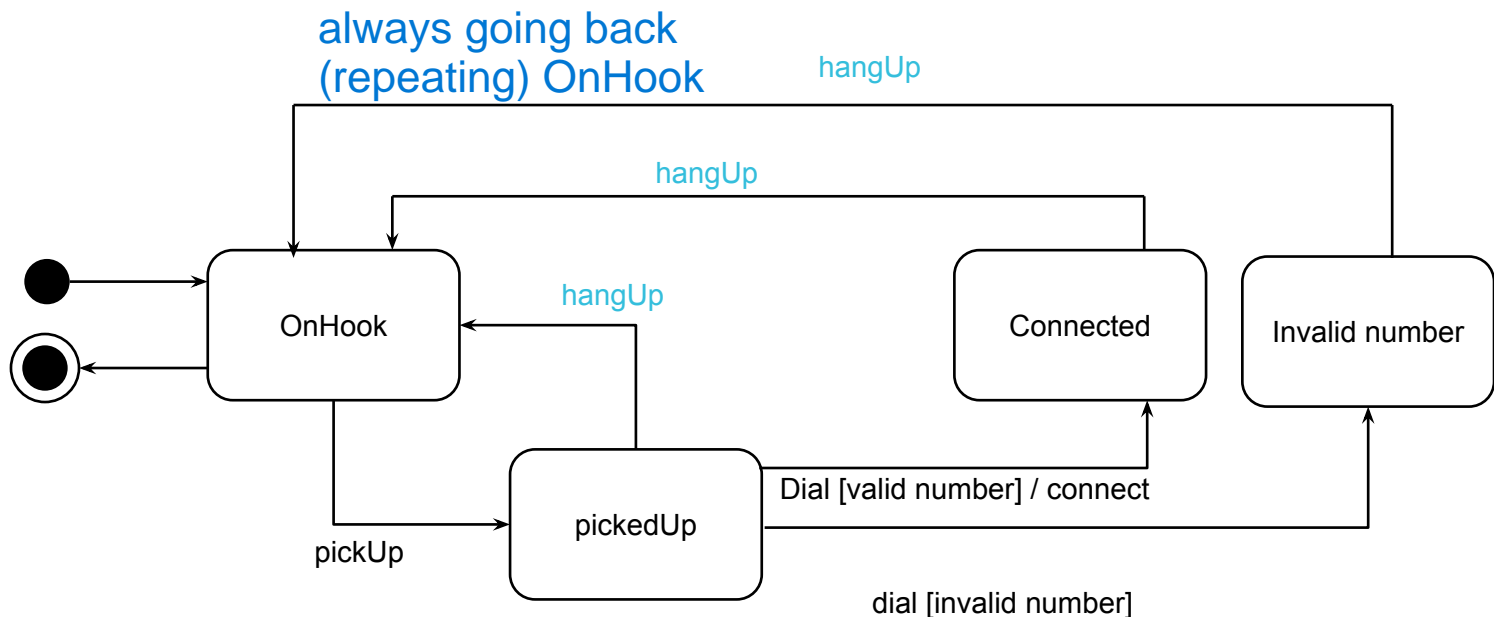 always going back
(repeating) OnHook
hangUp
hangUp
hangUp
OnHook
Connected
Invalid number
Dial [valid number] / connect
pickedUp
pickUp
dial [invalid number]